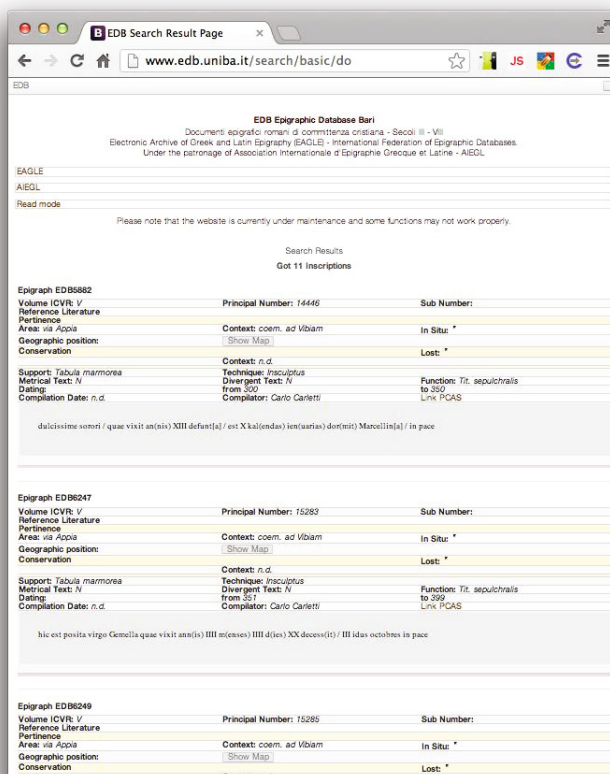 EDB Search Result Page
www.edb.uniba.it/search/basic/do
JS
EDB
EDB Epigraphic Database Bari
Documenti epigrafici romani di committenza cristiana - Secoli III - VIII
Electronic Archive of Greek and Latin Epigraphy (EAGLE) - International Federation of Epigraphic Databases.
Under the patronage of Association Internationale d'Epigraphie Grecque et Latine - AIEGL
EAGLE
AIEGL
Read mode
Please note that the website is currently under maintenance and some functions may not work properly.
Search Results
Got 11 Inscriptions
Epigraph EDB5882
Volume ICVR: V Principal Number: 14446 Sub Number:
Reference Literature
Pertinence
Area: via Appia Context: coem. ad Vibiam In Situ: *
Geographic position: Show Map
Conservation Lost: *
Context: n.d.
Support: Tabula marmorea Technique: Insculptus
Metrical Text: N Divergent Text: N Function: Tit. sepulchralis
Dating: from 300 to 350
Compilation Date: n.d. Compilator: Carlo Carletti Link PCAS
dulcissime sorori / quae vixit an(nis) XIII defunt[a] / est X kal(endas) ien(uarias) dor(mit) Marcellin[a] / in pace
Epigraph EDB6247
Volume ICVR: V Principal Number: 15283 Sub Number:
Reference Literature
Pertinence
Area: via Appia Context: coem. ad Vibiam In Situ: *
Geographic position: Show Map
Conservation Lost: *
Context: n.d.
Support: Tabula marmorea Technique: Insculptus
Metrical Text: N Divergent Text: N Function: Tit. sepulchralis
Dating: from 351 to 399
Compilation Date: n.d. Compilator: Carlo Carletti Link PCAS
hic est posita virgo Gemella quae vixit ann(is) IIII m(enses) IIII d(ies) XX decess(it) / III idus octobres in pace
Epigraph EDB6249
Volume ICVR: V Principal Number: 15285 Sub Number:
Reference Literature
Pertinence
Area: via Appia Context: coem. ad Vibiam In Situ: *
Geographic position: Show Map
Conservation Lost: *